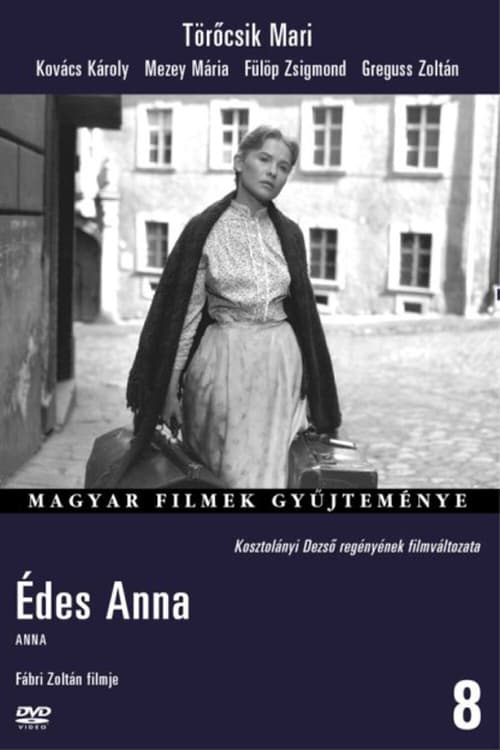 Törőcsik Mari
Kovács Károly Mezey Mária Fülöp Zsigmond Greguss Zoltán
MAGYAR FILMEK GYŰJTEMÉNYE
Kosztolányi Dezső regényének filmváltozata
Édes Anna
ANNA
Fábri Zoltán filmje
DVD
VIDEO
8